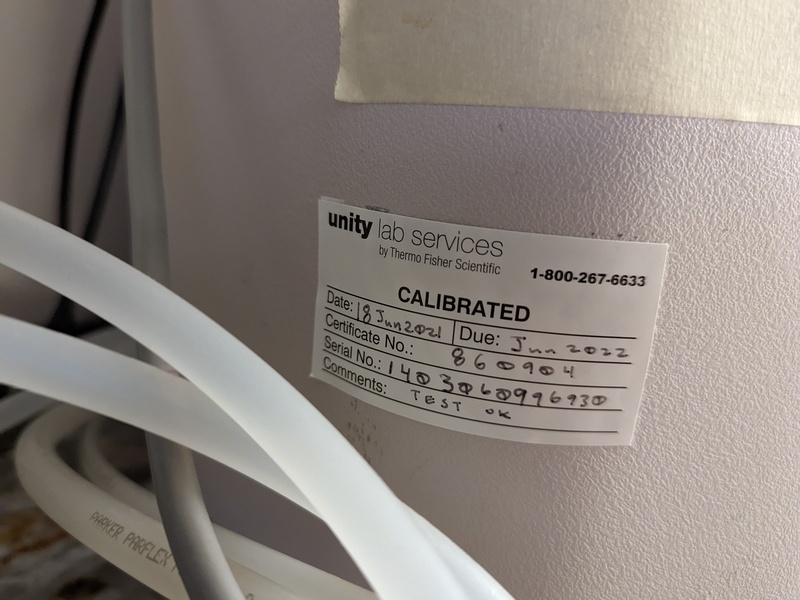 unity lab services
by Thermo Fisher Scientific
1-800-267-6633
CALIBRATED
Date: 18 Jun 2021 Due: Jun 2022
Certificate No.: 860904
Serial No.: 1403060996930
Comments: TEST OK
PARKER PARFLEX